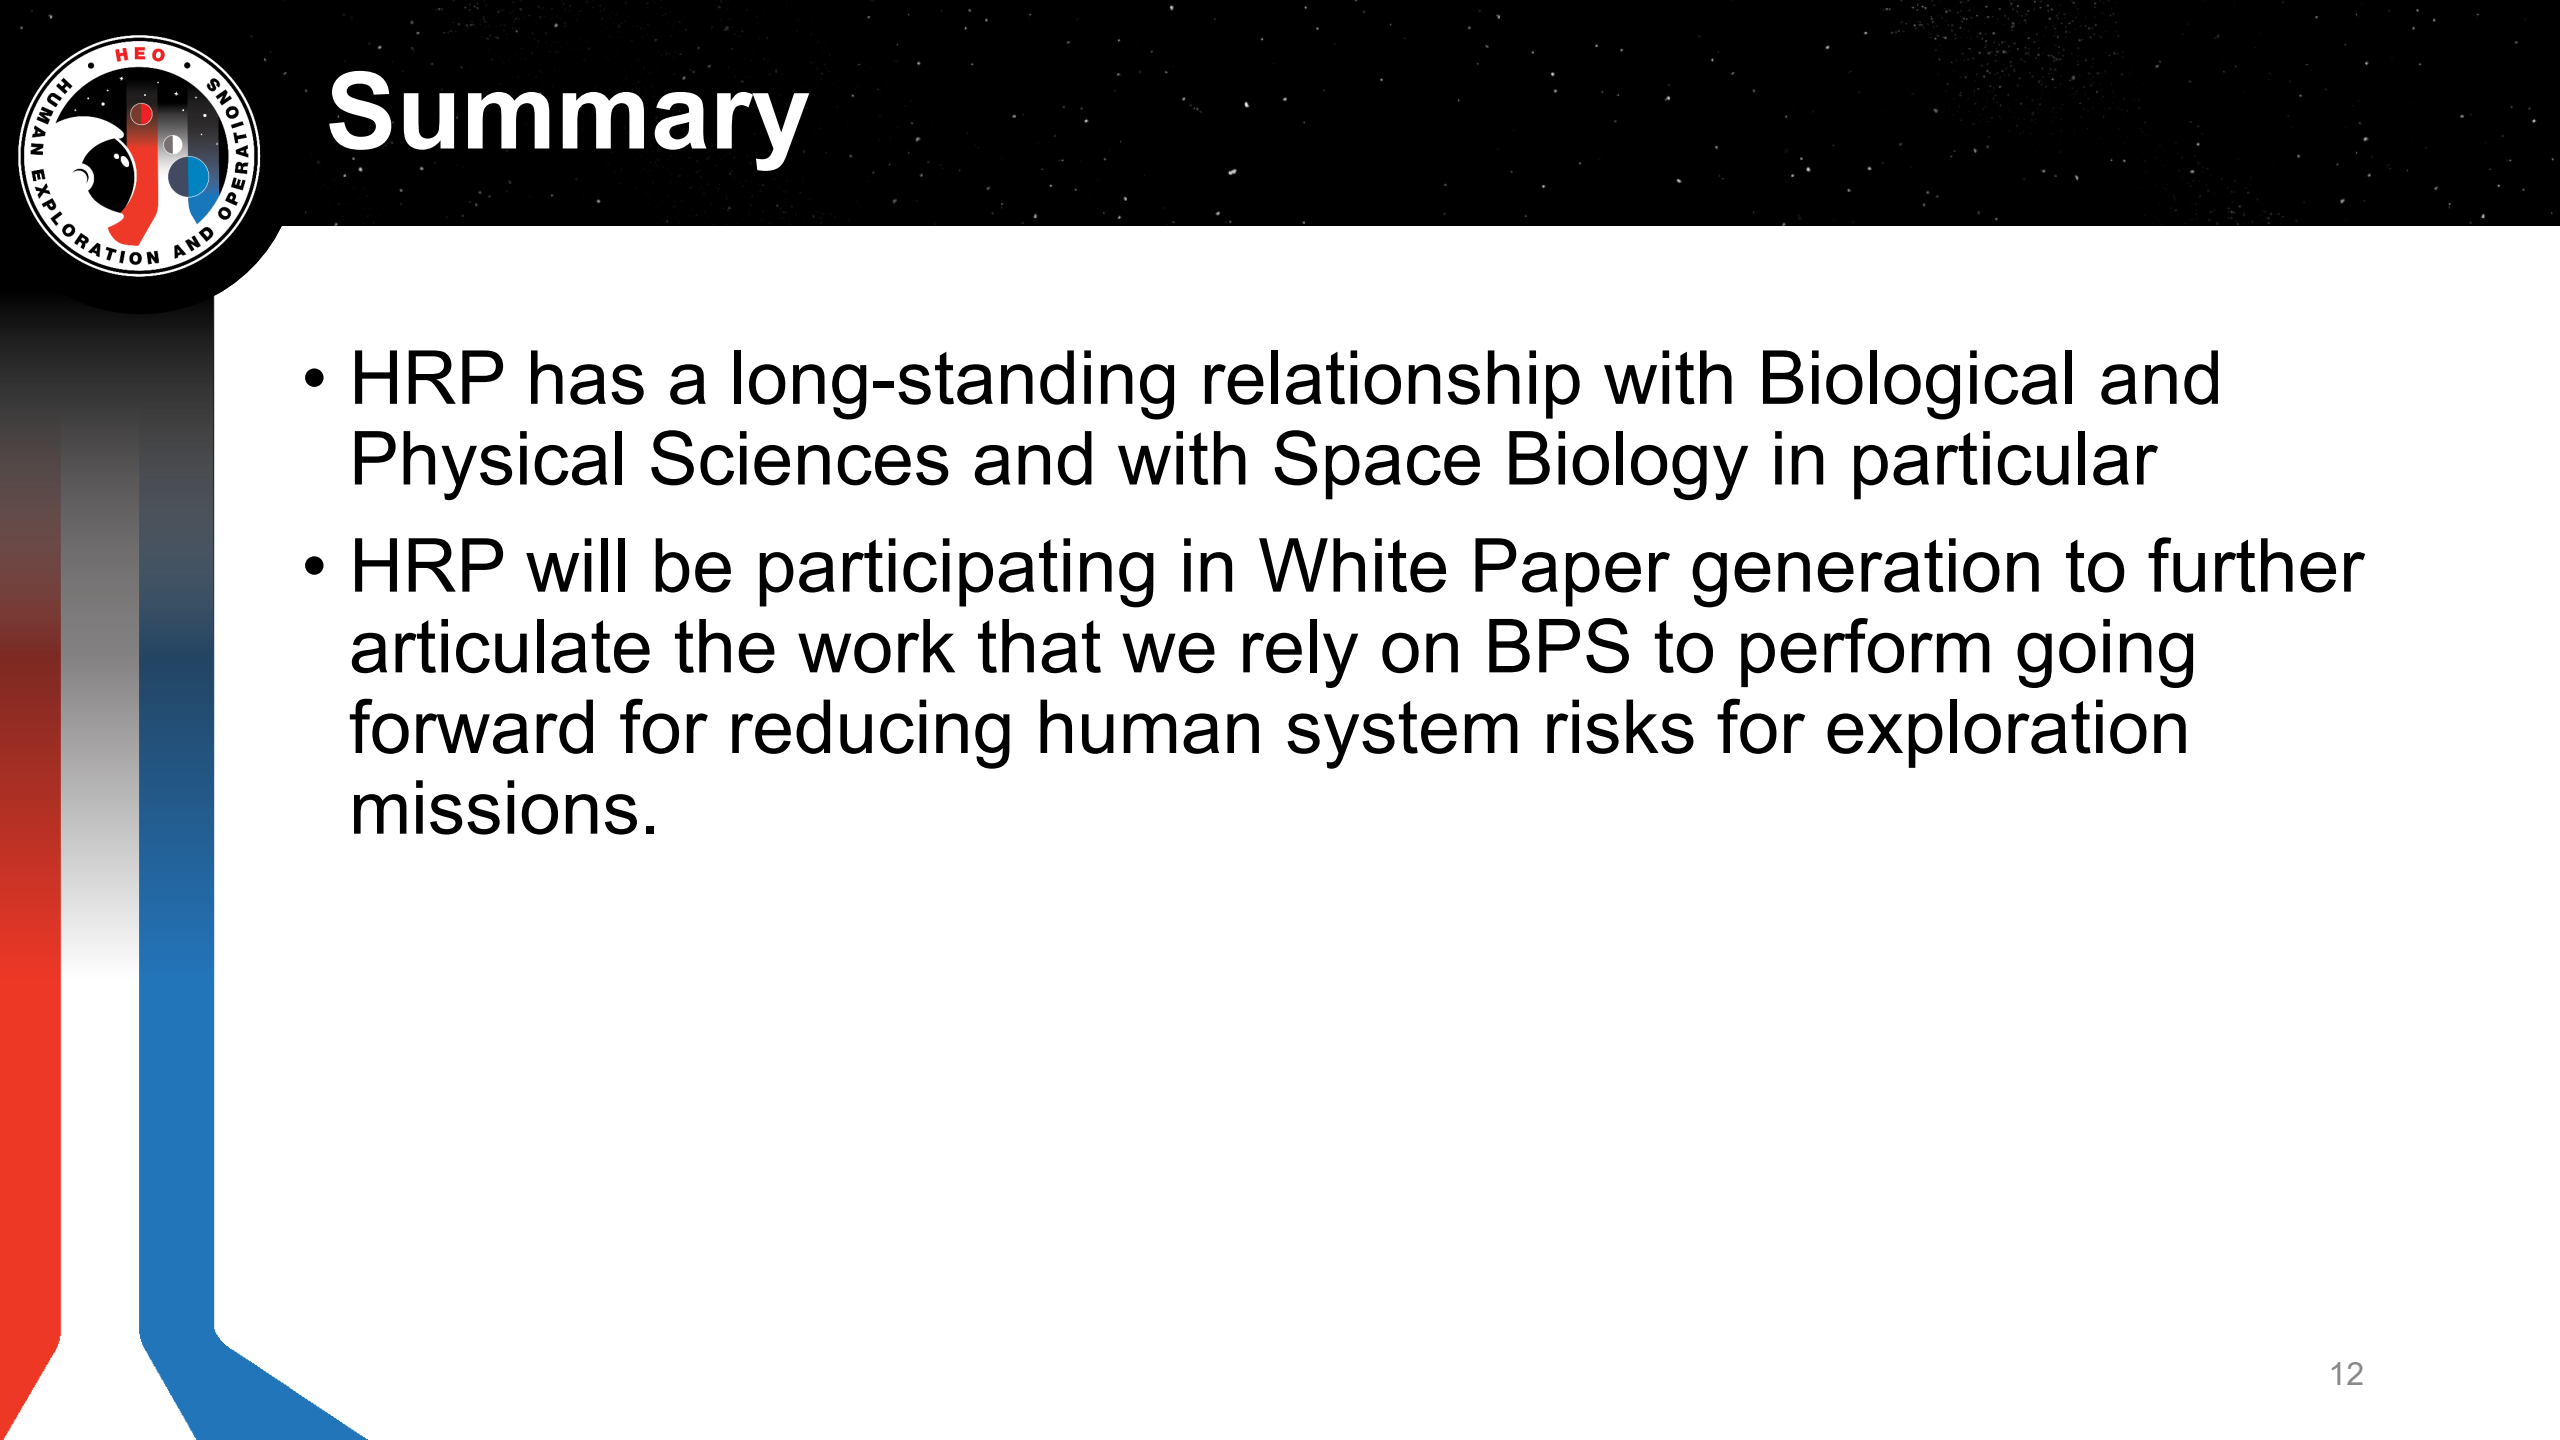 HEO
HUMAN EXPLORATION AND OPERATIONS
Summary
• HRP has a long-standing relationship with Biological and
Physical Sciences and with Space Biology in particular
• HRP will be participating in White Paper generation to further
articulate the work that we rely on BPS to perform going
forward for reducing human system risks for exploration
missions.
12